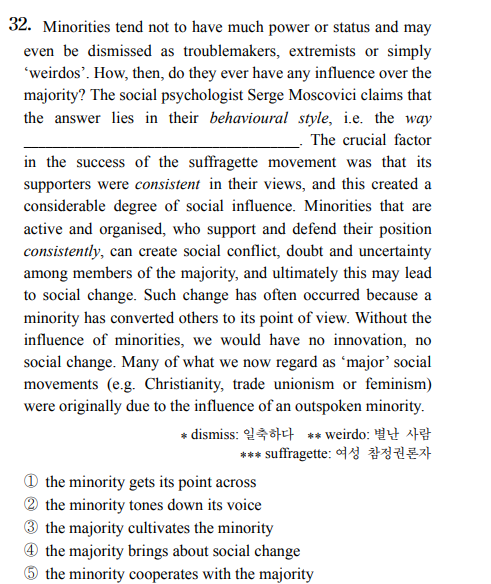 32. Minorities tend not to have much power or status and may
even be dismissed as troublemakers, extremists or simply
‘weirdos’. How, then, do they ever have any influence over the
majority? The social psychologist Serge Moscovici claims that
the answer lies in their behavioural style, i.e. the way
________________________________. The crucial factor
in the success of the suffragette movement was that its
supporters were consistent in their views, and this created a
considerable degree of social influence. Minorities that are
active and organised, who support and defend their position
consistently, can create social conflict, doubt and uncertainty
among members of the majority, and ultimately this may lead
to social change. Such change has often occurred because a
minority has converted others to its point of view. Without the
influence of minorities, we would have no innovation, no
social change. Many of what we now regard as ‘major’ social
movements (e.g. Christianity, trade unionism or feminism)
were originally due to the influence of an outspoken minority.
* dismiss: 일축하다 ** weirdo: 별난 사람
*** suffragette: 여성 참정권론자
① the minority gets its point across
② the minority tones down its voice
③ the majority cultivates the minority
④ the majority brings about social change
⑤ the minority cooperates with the majority